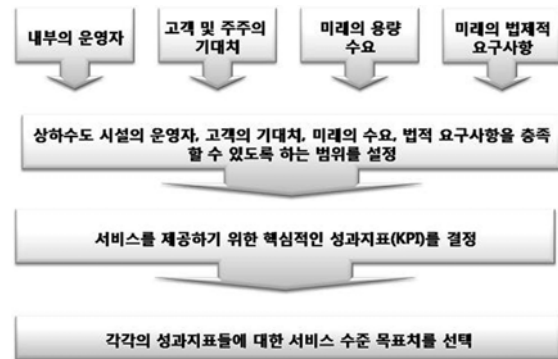 내부의 운영자
고객 및 주주의
기대치
미래의 용량
수요
미래의 법제적
요구사항
상하수도 시설의 운영자, 고객의 기대치, 미래의 수요, 법적 요구사항을 충족
할 수 있도록 하는 범위를 설정
서비스를 제공하기 위한 핵심적인 성과지표(KPI)를 결정
각각의 성과지표들에 대한 서비스 수준 목표치를 선택